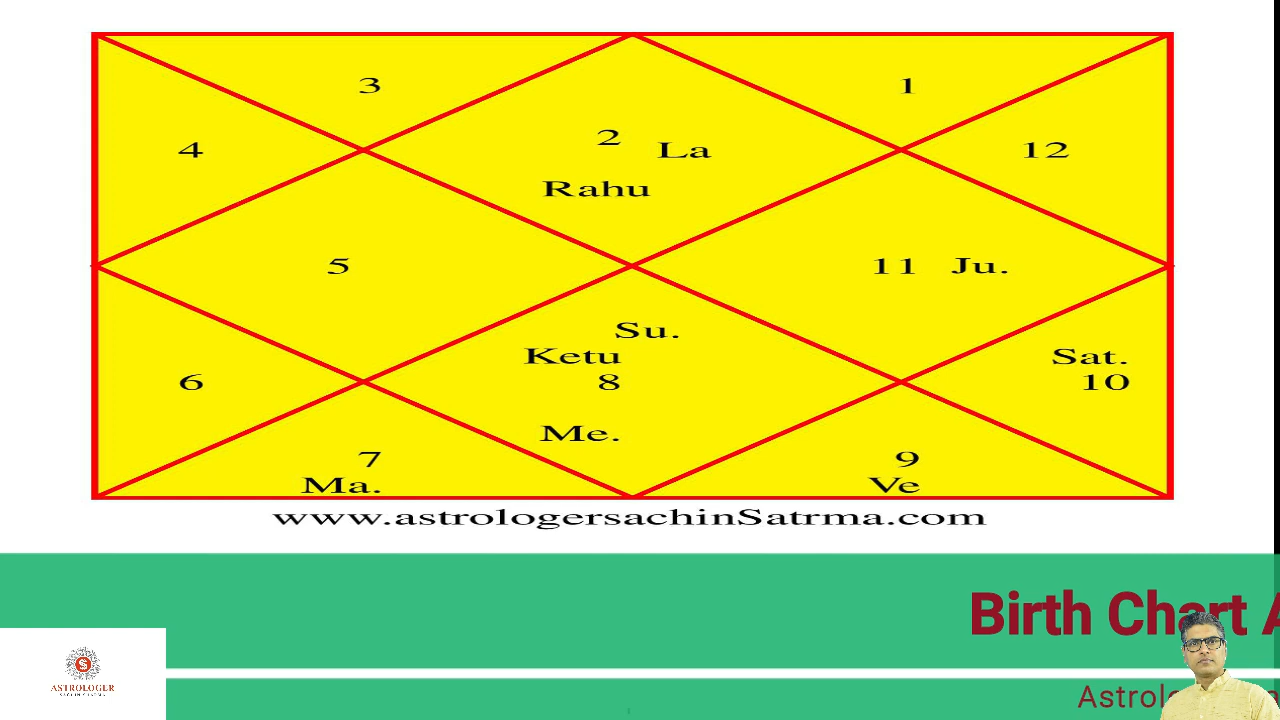 3
1
4
2 La
12
Rahu
5
11 Ju.
Su.
Ketu
Sat.
6
8
10
Me.
7
9
Ma.
Ve
www.astrologersachinSatrma.com
Birth Chart A
ASTROLOGER
Astrol